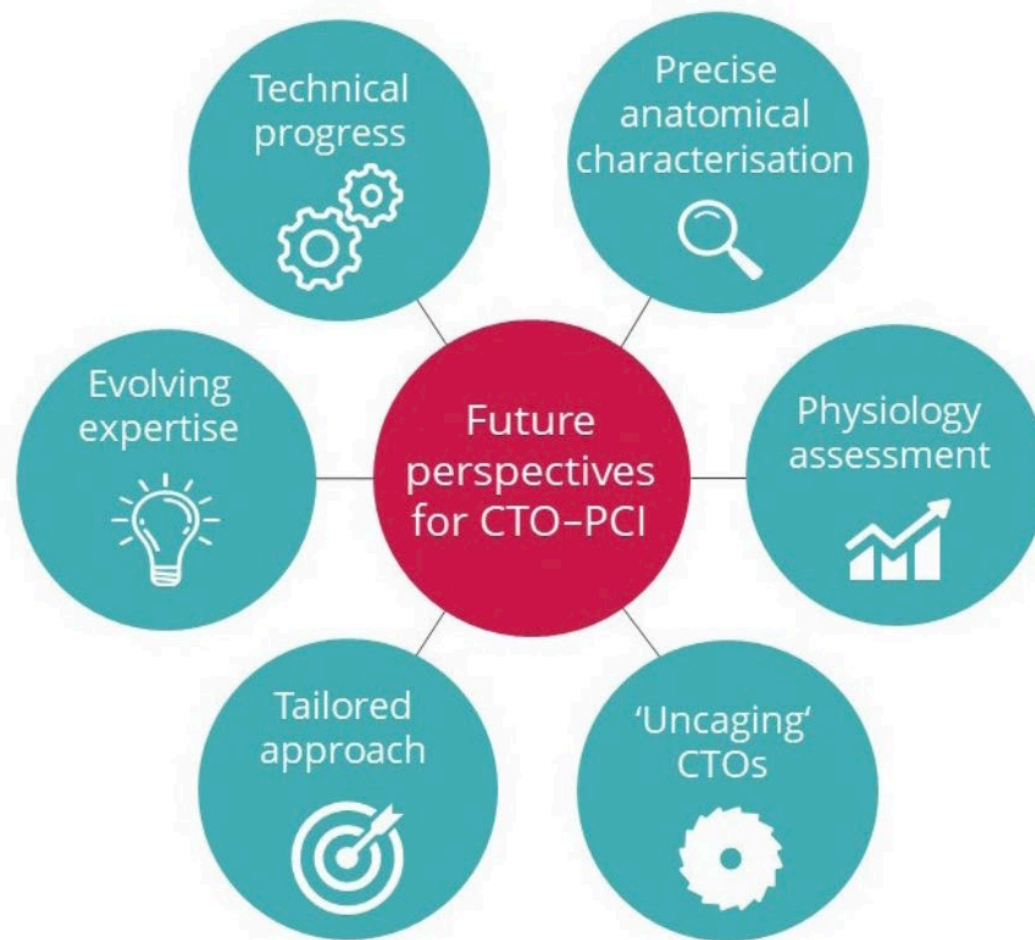 Technical
progress
Precise
anatomical
characterisation
Evolving
expertise
Future
perspectives
for CTO–PCI
Physiology
assessment
Tailored
approach
‘Uncaging‘
CTOs